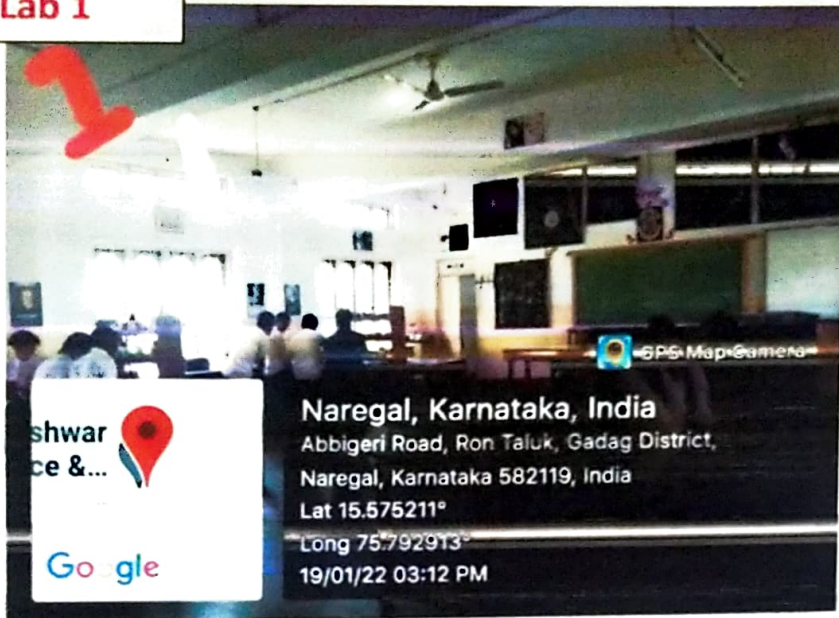 Lab 1
1
GPS Map Camera
shwar
ce &...
Google
Naregal, Karnataka, India
Abbigeri Road, Ron Taluk, Gadag District,
Naregal, Karnataka 582119, India
Lat 15.575211°
Long 75.792913°
19/01/22 03:12 PM